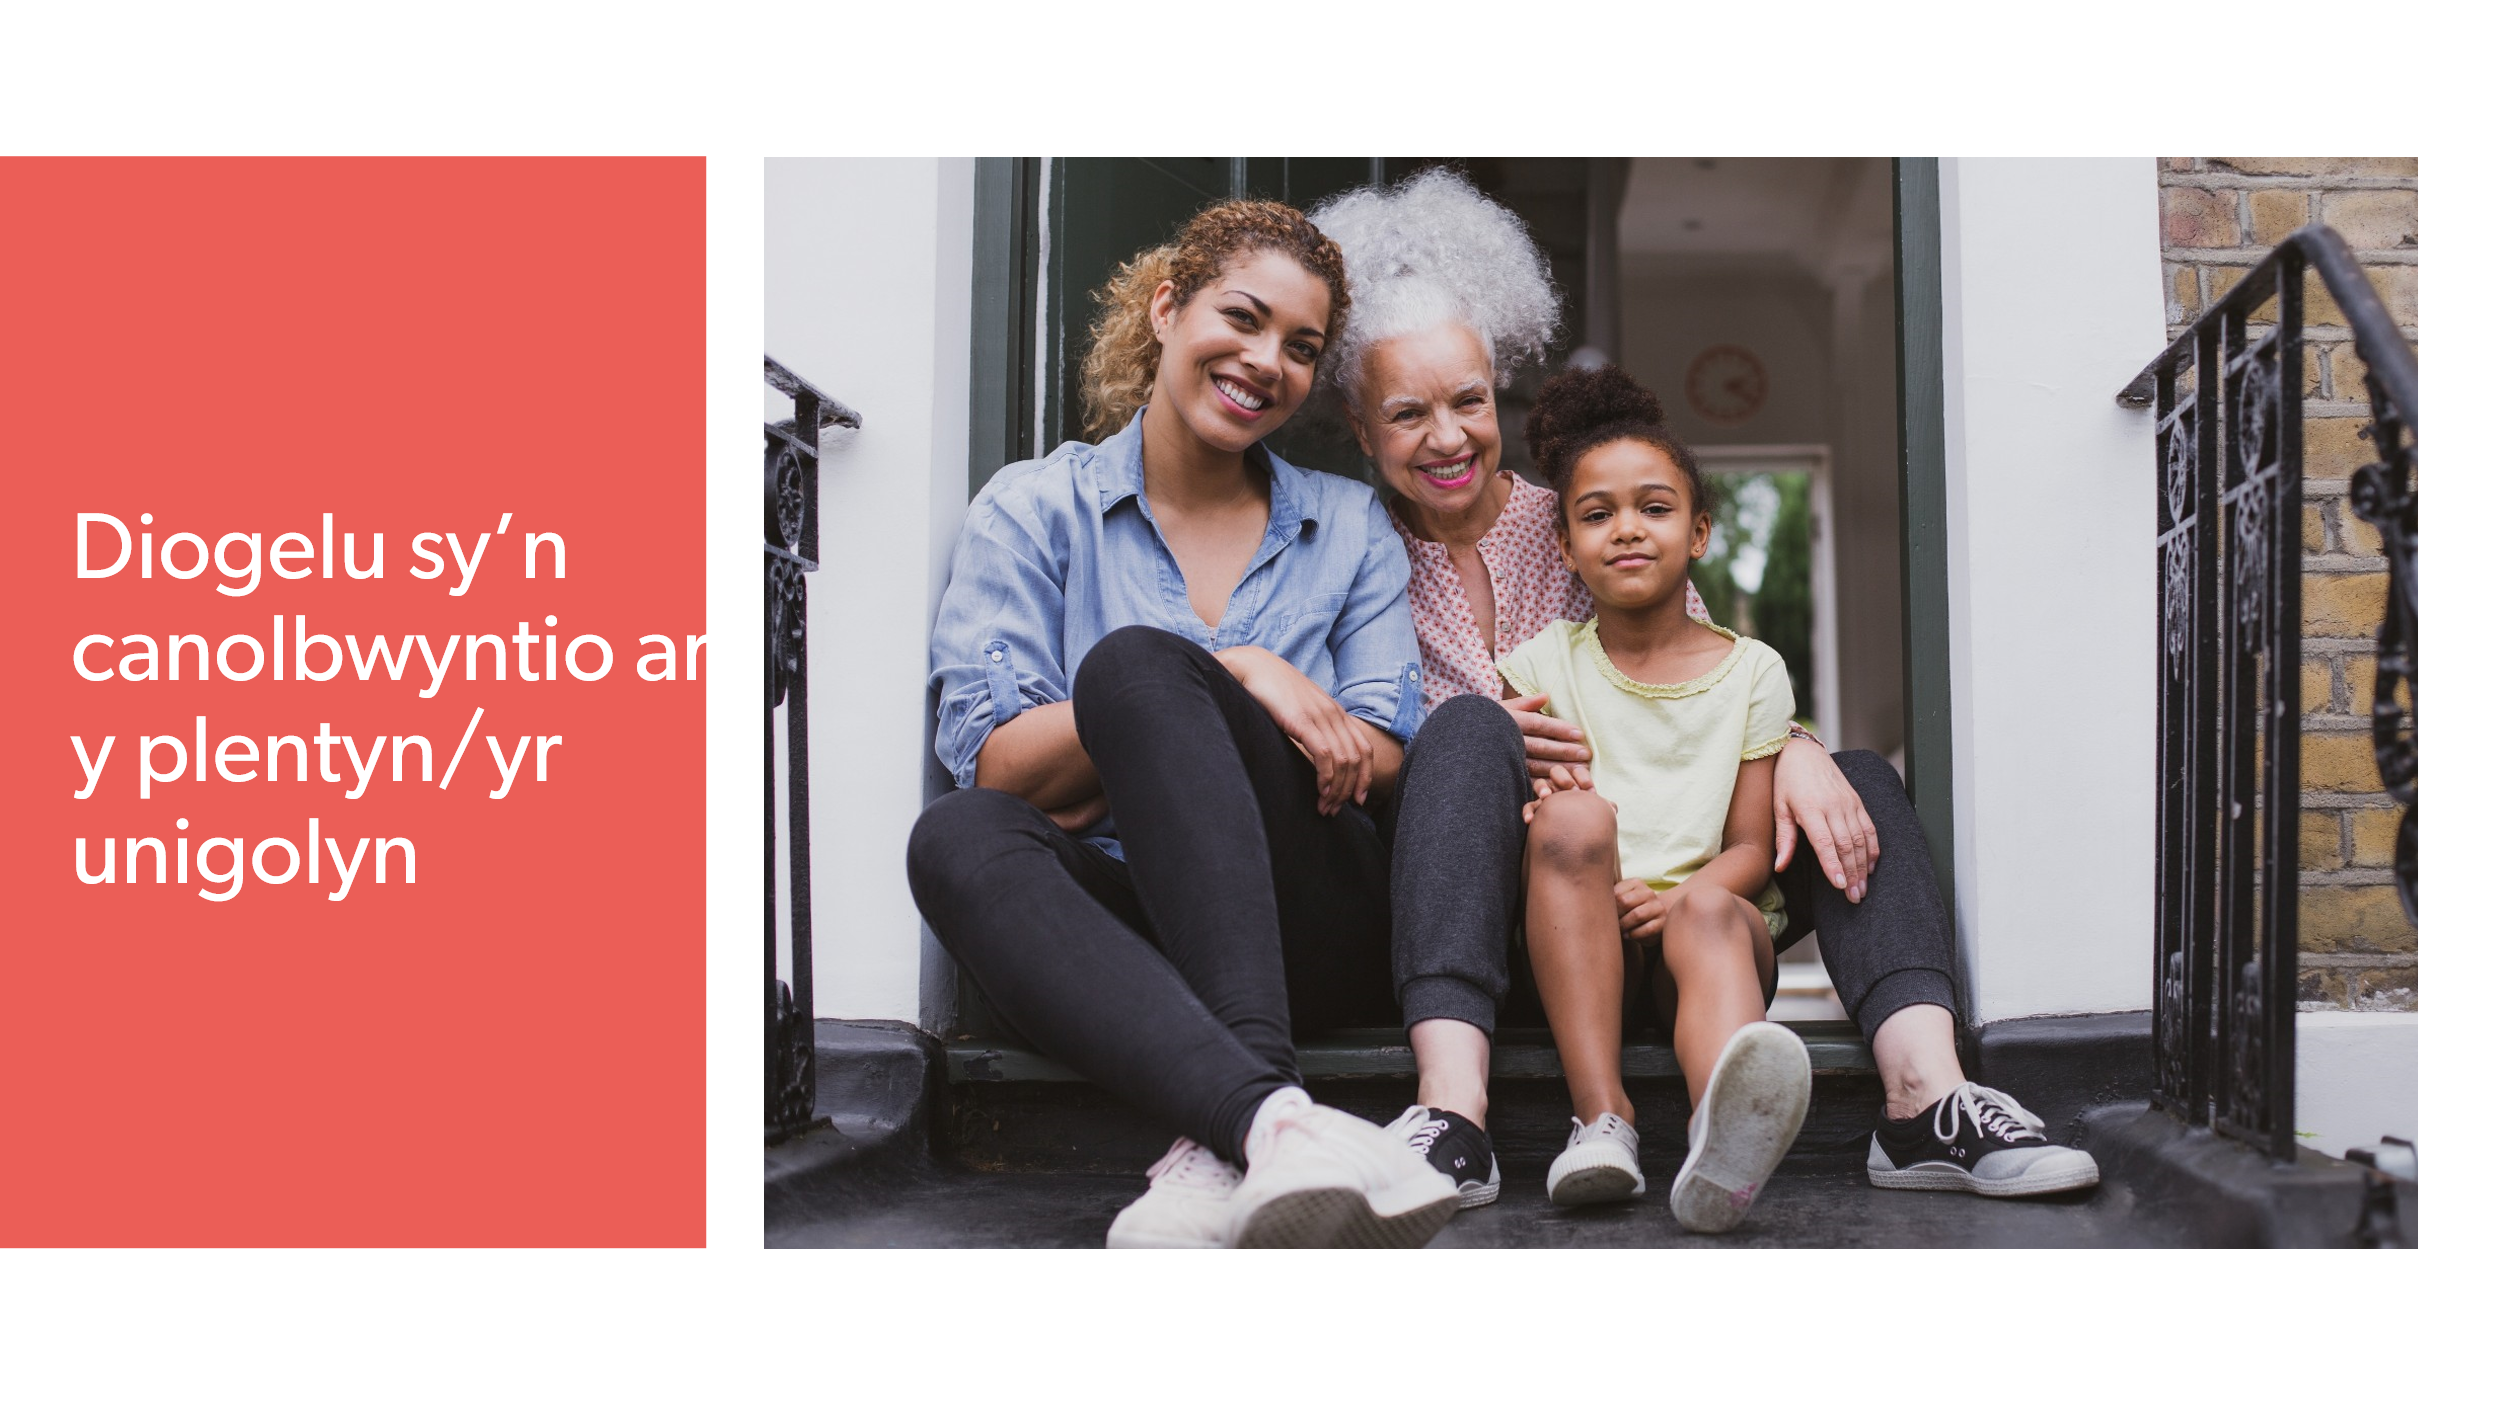 Diogelu sy’n
canolbwyntio ar
y plentyn/yr
unigolyn